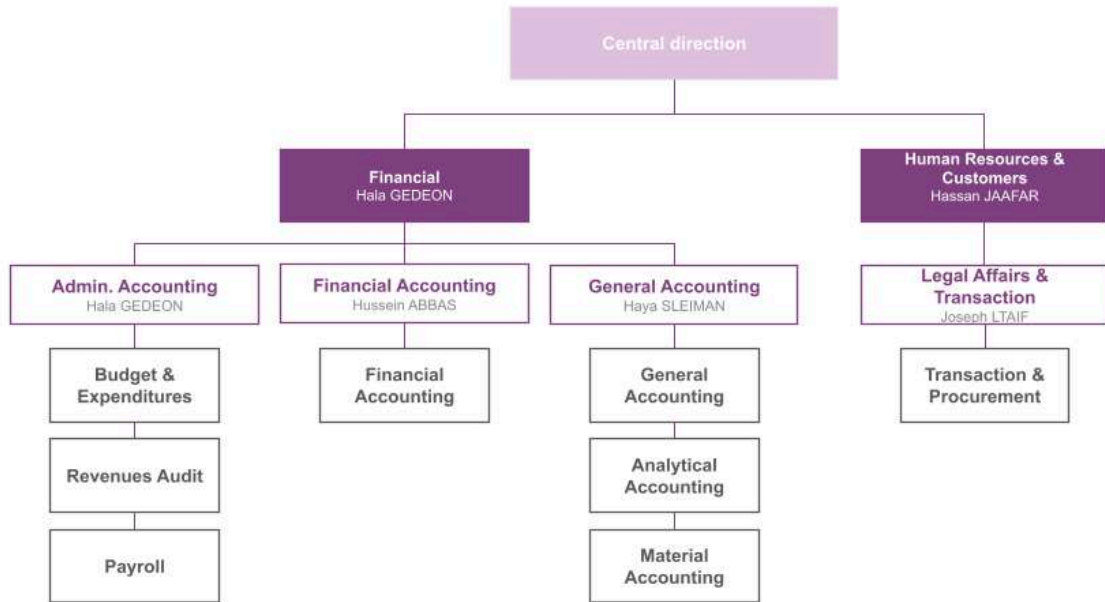 Central direction
Financial
Hala GEDEON
Human Resources &
Customers
Hassan JAAFAR
Admin. Accounting
Hala GEDEON
Financial Accounting
Hussein ABBAS
General Accounting
Haya SLEIMAN
Legal Affairs &
Transaction
Joseph LTAIF
Budget &
Expenditures
Financial
Accounting
General
Accounting
Transaction &
Procurement
Revenues Audit
Analytical
Accounting
Payroll
Material
Accounting